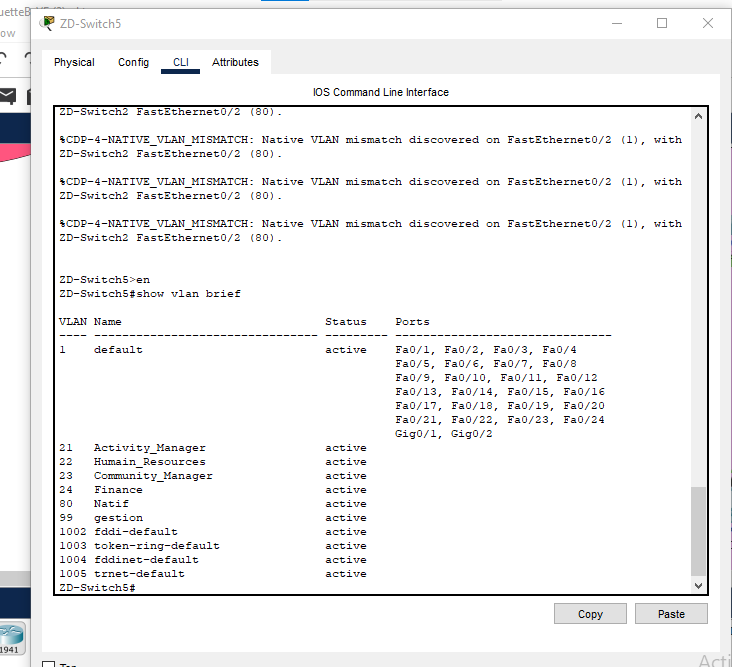 ZD-Switch5
Physical Config CLI Attributes
IOS Command Line Interface
ZD-Switch2 FastEthernet0/2 (80).
%CDP-4-NATIVE_VLAN_MISMATCH: Native VLAN mismatch discovered on FastEthernet0/2 (1), with
ZD-Switch2 FastEthernet0/2 (80).
%CDP-4-NATIVE_VLAN_MISMATCH: Native VLAN mismatch discovered on FastEthernet0/2 (1), with
ZD-Switch2 FastEthernet0/2 (80).
%CDP-4-NATIVE_VLAN_MISMATCH: Native VLAN mismatch discovered on FastEthernet0/2 (1), with
ZD-Switch2 FastEthernet0/2 (80).
ZD-Switch5>en
ZD-Switch5#show vlan brief
VLAN Name Status Ports
---- -------------------------------- --------- -------------------------------
1 default active Fa0/1, Fa0/2, Fa0/3, Fa0/4
Fa0/5, Fa0/6, Fa0/7, Fa0/8
Fa0/9, Fa0/10, Fa0/11, Fa0/12
Fa0/13, Fa0/14, Fa0/15, Fa0/16
Fa0/17, Fa0/18, Fa0/19, Fa0/20
Fa0/21, Fa0/22, Fa0/23, Fa0/24
Gig0/1, Gig0/2
21 Activity_Manager active
22 Humain_Resources active
23 Community_Manager active
24 Finance active
80 Natif active
99 gestion active
1002 fddi-default active
1003 token-ring-default active
1004 fddinet-default active
1005 trnet-default active
ZD-Switch5#
Copy Paste
1941